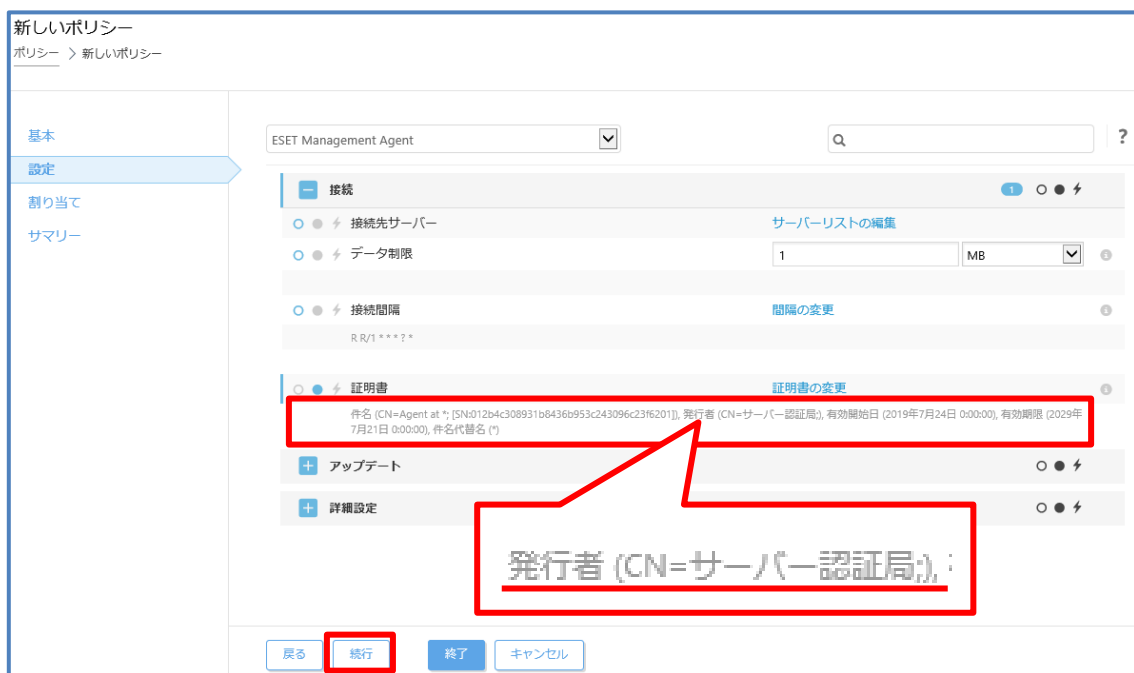 新しいポリシー
ポリシー > 新しいポリシー
基本
設定
割り当て
サマリー
ESET Management Agent
?
接続 1
接続先サーバー サーバーリストの編集
データ制限 1 MB
接続間隔 間隔の変更
R R/1 * * * ? *
証明書 証明書の変更
件名 (CN=Agent at *; [SN:012b4c308931b8436b953c243096c23f6201]), 発行者 (CN=サーバー認証局;), 有効開始日 (2019年7月24日 0:00:00), 有効期限 (2029年
7月21日 0:00:00), 件名代替名 (*)
アップデート
詳細設定
発行者 (CN=サーバー認証局;),
戻る 続行 終了 キャンセル